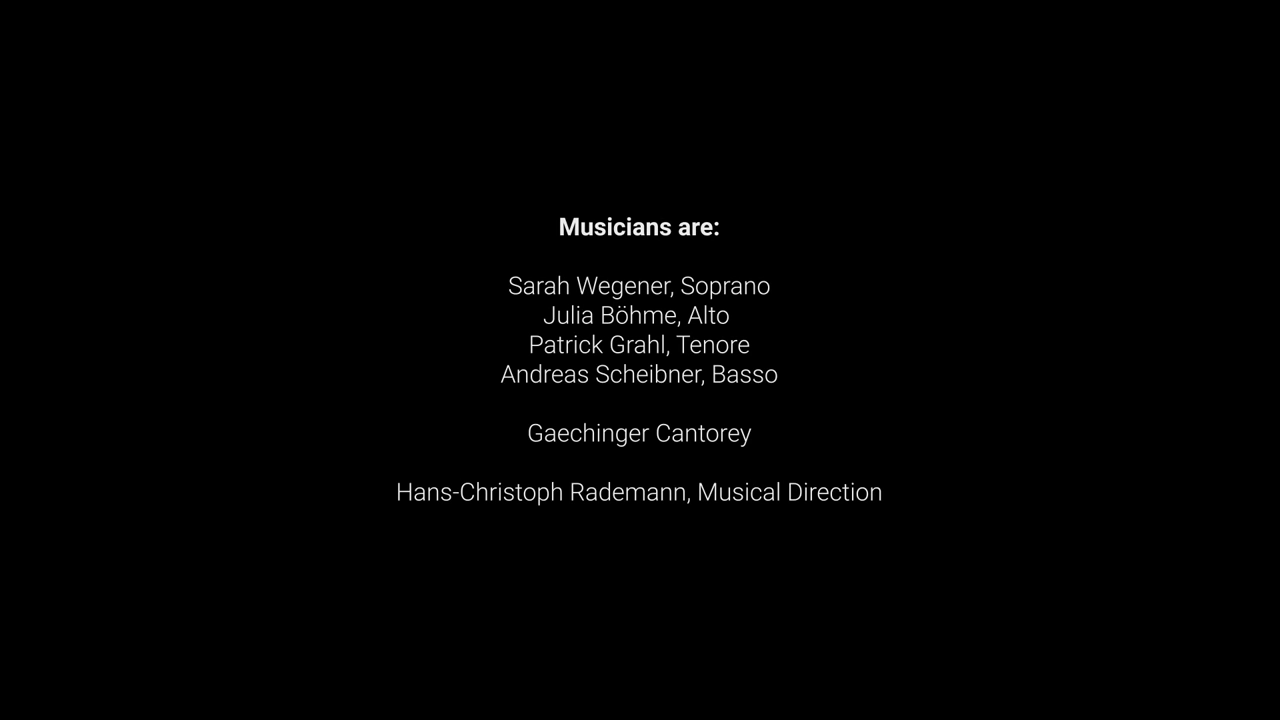 Musicians are:
Sarah Wegener, Soprano
Julia Böhme, Alto
Patrick Grahl, Tenore
Andreas Scheibner, Basso
Gaechinger Cantorey
Hans-Christoph Rademann, Musical Direction